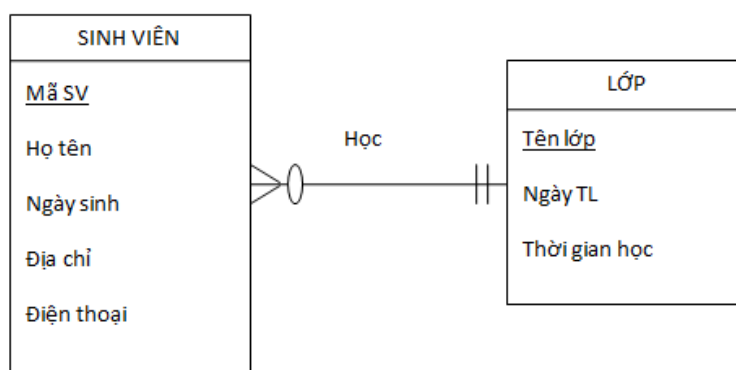 SINH VIÊN
Mã SV
Họ tên
Ngày sinh
Địa chỉ
Điện thoại
Học
LỚP
Tên lớp
Ngày TL
Thời gian học